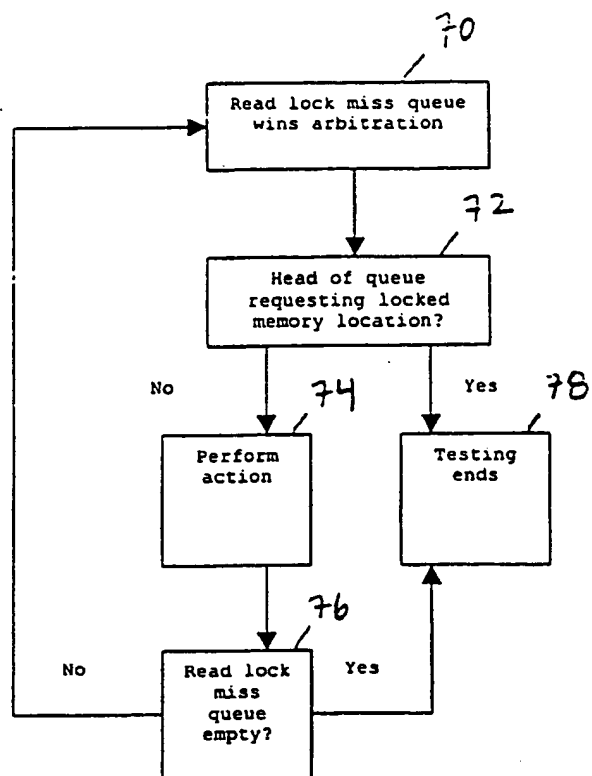 70
Read lock miss queue
wins arbitration
72
Head of queue
requesting locked
memory location?
No
74
Yes
78
Perform
action
Testing
ends
76
No
Read lock
miss
queue
empty?
Yes